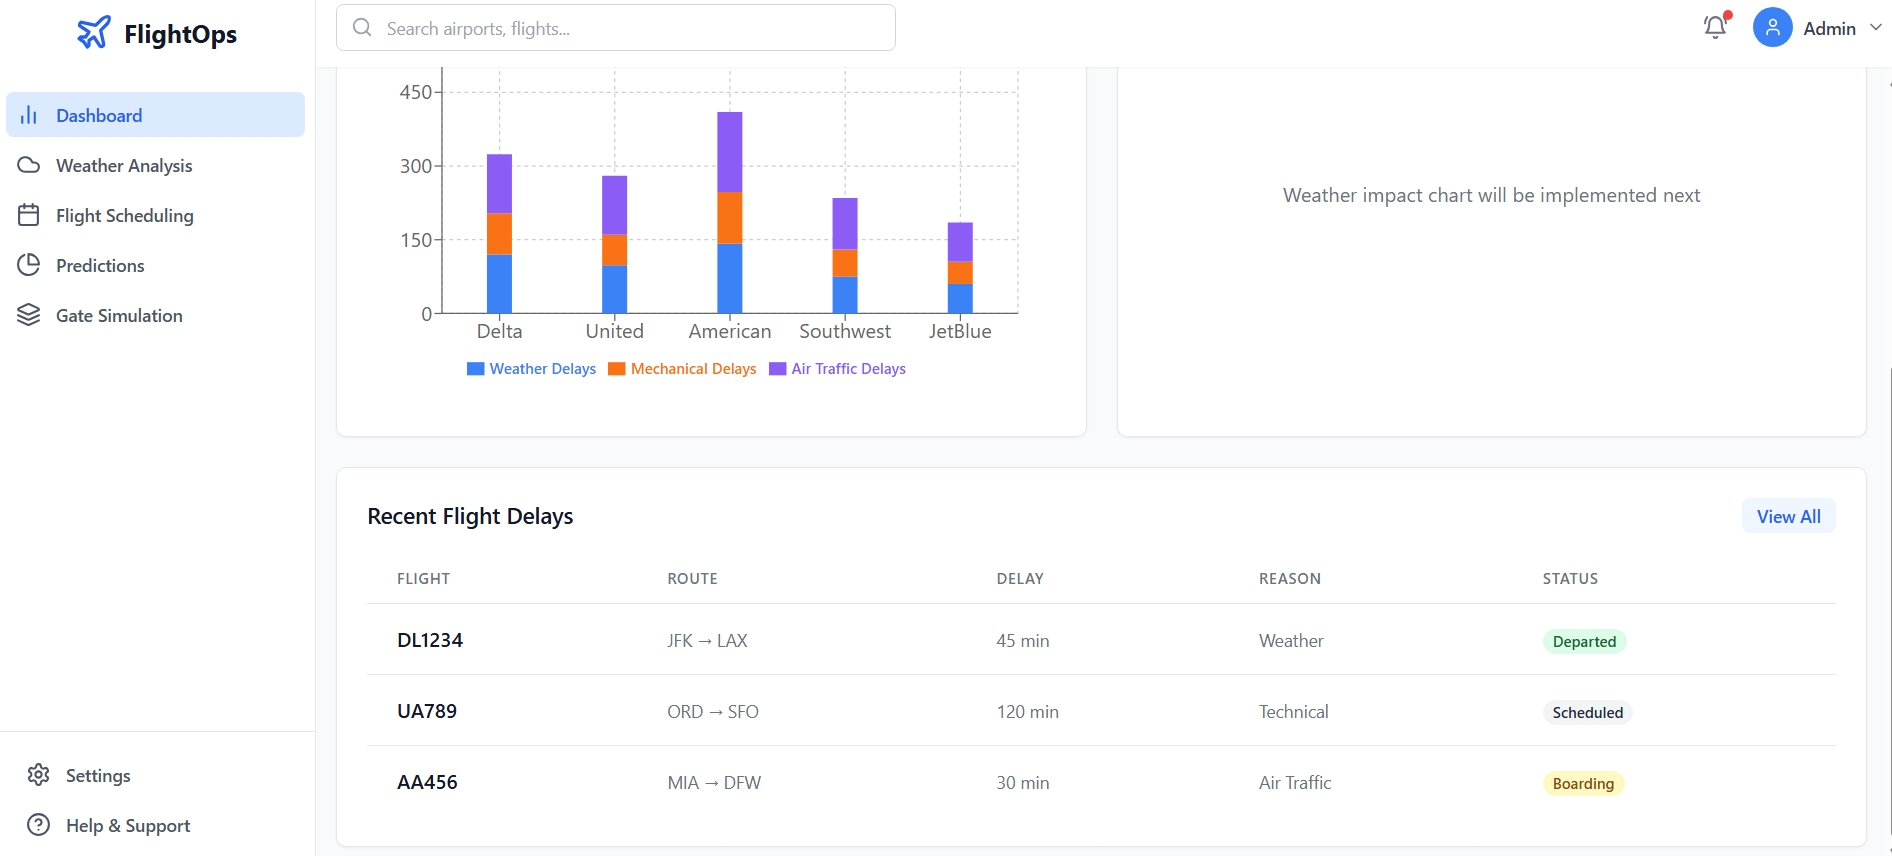 FlightOps
Search airports, flights...
Admin
Dashboard
Weather Analysis
Flight Scheduling
Predictions
Gate Simulation
Settings
Help & Support
450
300
150
0
Delta United American Southwest JetBlue
Weather Delays Mechanical Delays Air Traffic Delays
Weather impact chart will be implemented next
Recent Flight Delays
View All
FLIGHT ROUTE DELAY REASON STATUS
DL1234 JFK → LAX 45 min Weather Departed
UA789 ORD → SFO 120 min Technical Scheduled
AA456 MIA → DFW 30 min Air Traffic Boarding